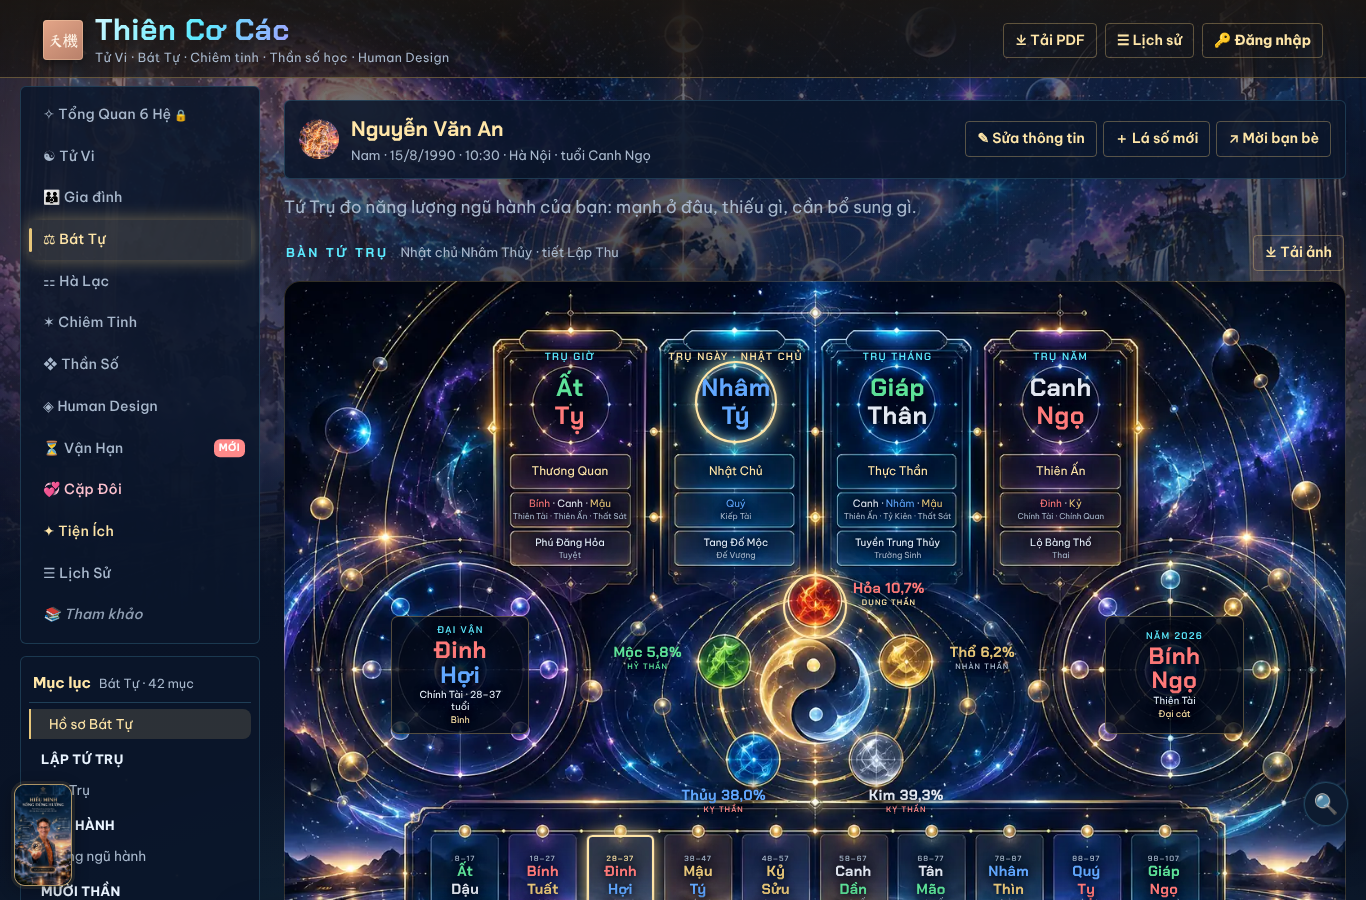 天機
Thiên Cơ Các
Tử Vi · Bát Tự · Chiêm tinh · Thần số học · Human Design
Tải PDF
Lịch sử
Đăng nhập
Tổng Quan 6 Hệ
Tử Vi
Gia đình
Bát Tự
Hà Lạc
Chiêm Tinh
Thần Số
Human Design
Vận Hạn
MỚI
Cặp Đôi
Tiện Ích
Lịch Sử
Tham khảo
Mục lục Bát Tự · 42 mục
Hồ sơ Bát Tự
LẬP TỨ TRỤ
Trụ
HÀNH
ng ngũ hành
MƯỜI THẦN
Nguyễn Văn An
Nam · 15/8/1990 · 10:30 · Hà Nội · tuổi Canh Ngọ
Sửa thông tin
+ Lá số mới
Mời bạn bè
Tứ Trụ đo năng lượng ngũ hành của bạn: mạnh ở đâu, thiếu gì, cần bổ sung gì.
BÀN TỨ TRỤ Nhật chủ Nhâm Thủy · tiết Lập Thu
Tải ảnh
TRỤ GIỜ
Ất
Tỵ
Thương Quan
Bính · Canh · Mậu
Thiên Tài · Thiên Ấn · Thất Sát
Phú Đăng Hỏa
Tuyệt
TRỤ NGÀY · NHẬT CHỦ
Nhâm
Tý
Nhật Chủ
Quý
Kiếp Tài
Tang Đố Mộc
Đế Vượng
TRỤ THÁNG
Giáp
Thân
Thực Thần
Canh · Nhâm · Mậu
Thiên Ấn · Tỷ Kiên · Thất Sát
Tuyền Trung Thủy
Trường Sinh
TRỤ NĂM
Canh
Ngọ
Thiên Ấn
Đinh · Kỷ
Chính Tài · Chính Quan
Lộ Bàng Thổ
Thai
Hỏa 10,7%
DỤNG THẦN
Mộc 5,8%
HỶ THẦN
Thổ 6,2%
NHÀN THẦN
Thủy 38,0%
KỴ THẦN
Kim 39,3%
KỴ THẦN
ĐẠI VẬN
Đinh
Hợi
Chính Tài · 28–37
tuổi
Bình
NĂM 2026
Bính
Ngọ
Thiên Tài
Đại cát
8–17
Ất
Dậu
18–27
Bính
Tuất
28–37
Đinh
Hợi
38–47
Mậu
Tý
48–57
Kỷ
Sửu
58–67
Canh
Dần
68–77
Tân
Mão
78–87
Nhâm
Thìn
88–97
Quý
Tỵ
98–107
Giáp
Ngọ